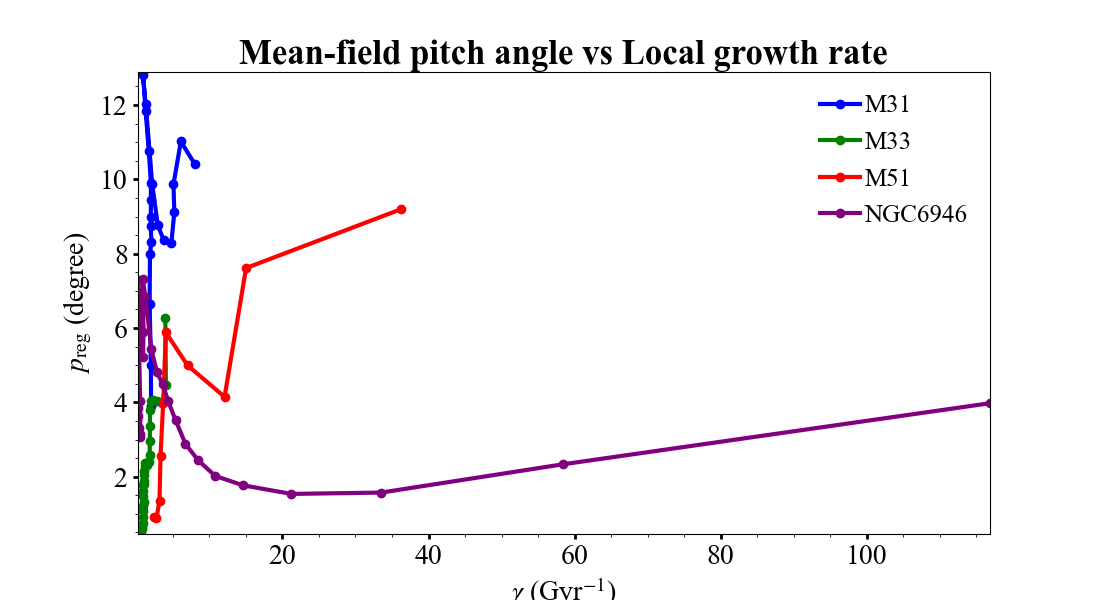 Mean-field pitch angle vs Local growth rate
12
10
8
6
4
2
p_reg (degree)
M31
M33
M51
NGC6946
20 40 60 80 100
γ (Gyr⁻¹)